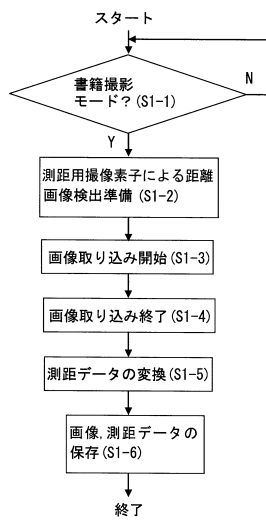 スタート
書籍撮影
モード?(S1-1)
N
Y
測距用撮像素子による距離
画像検出準備(S1-2)
画像取り込み開始(S1-3)
画像取り込み終了(S1-4)
測距データの変換(S1-5)
画像,測距データの
保存(S1-6)
終了